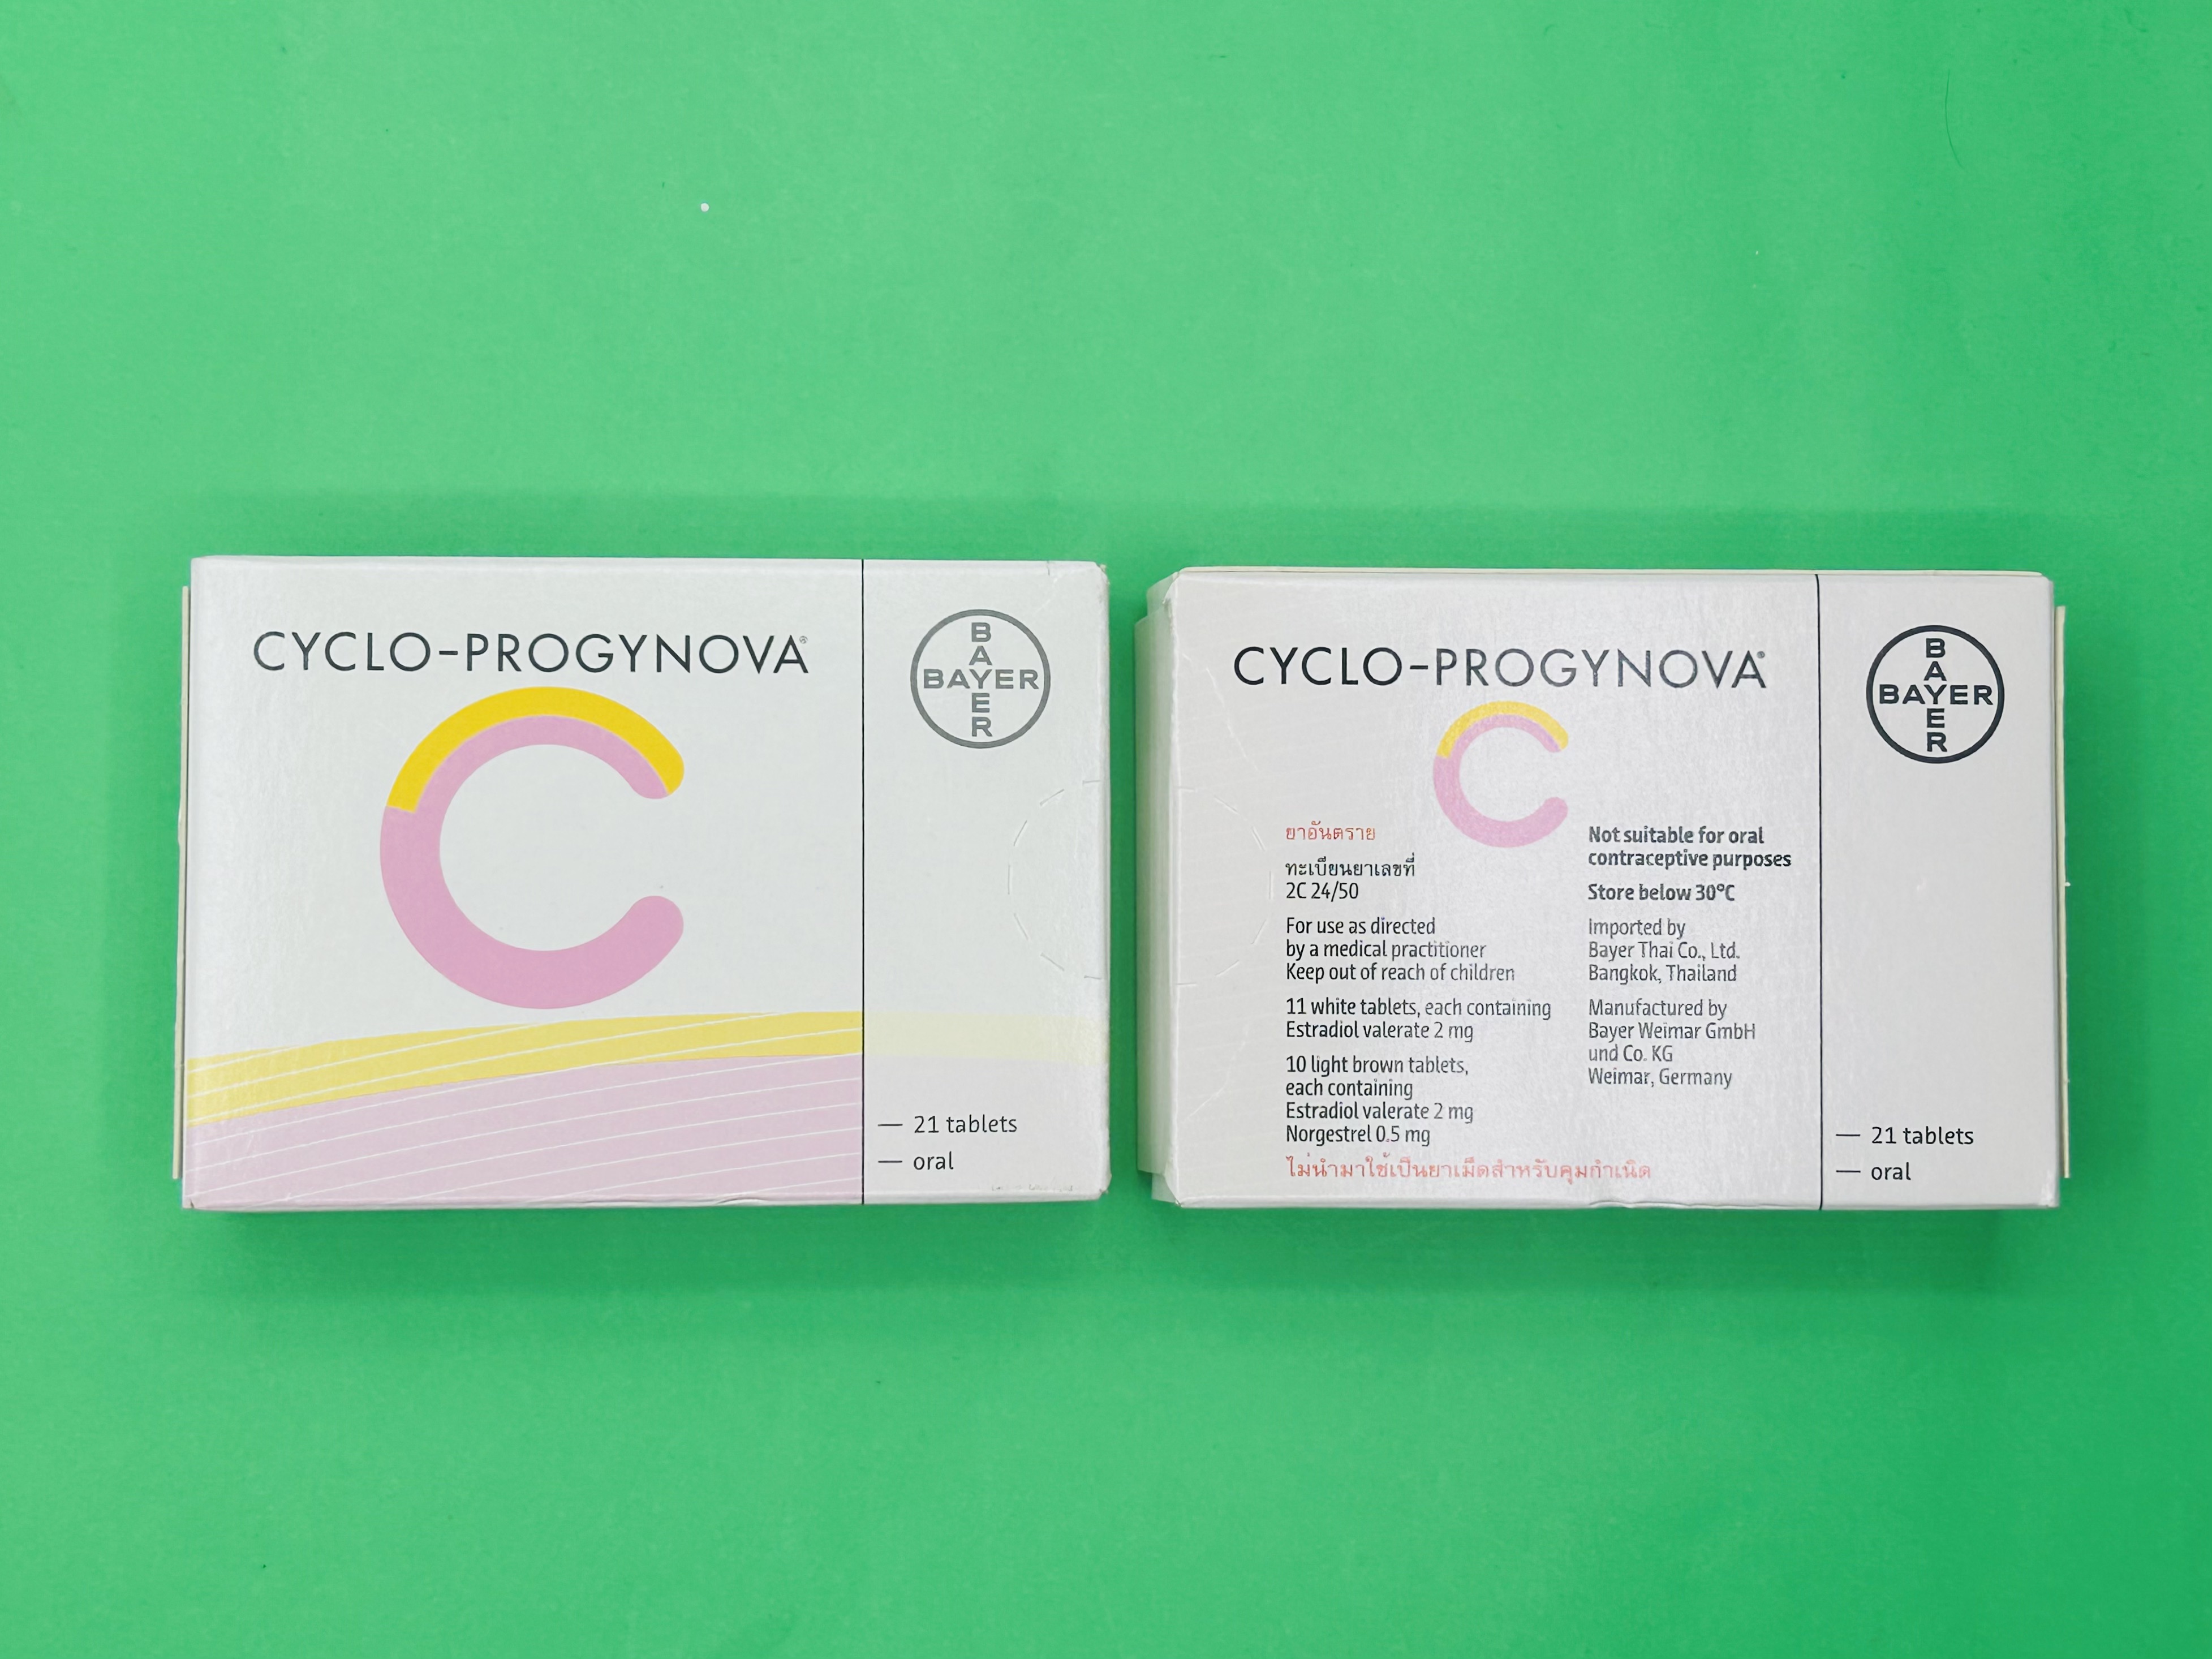 CYCLO-PROGYNOVA®
BAYER
BAYER
21 tablets
oral
CYCLO-PROGYNOVA®
BAYER
BAYER
ยาอันตราย
ทะเบียนยาเลขที่
2C 24/50
For use as directed
by a medical practitioner
Keep out of reach of children
11 white tablets, each containing
Estradiol valerate 2 mg
10 light brown tablets,
each containing
Estradiol valerate 2 mg
Norgestrel 0.5 mg
ไม่นำมาใช้เป็นยาเม็ดสำหรับคุมกำเนิด
Not suitable for oral
contraceptive purposes
Store below 30°C
Imported by
Bayer Thai Co., Ltd.
Bangkok, Thailand
Manufactured by
Bayer Weimar GmbH
und Co. KG
Weimar, Germany
21 tablets
oral